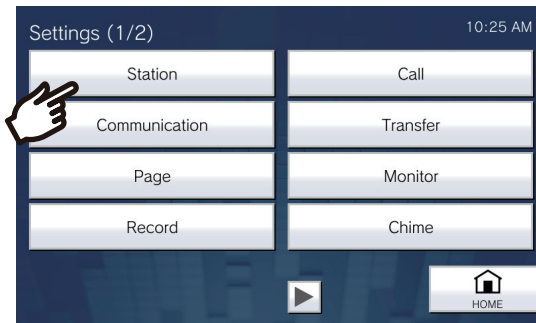 Settings (1/2)
10:25 AM
Station
Call
Communication
Transfer
Page
Monitor
Record
Chime
HOME